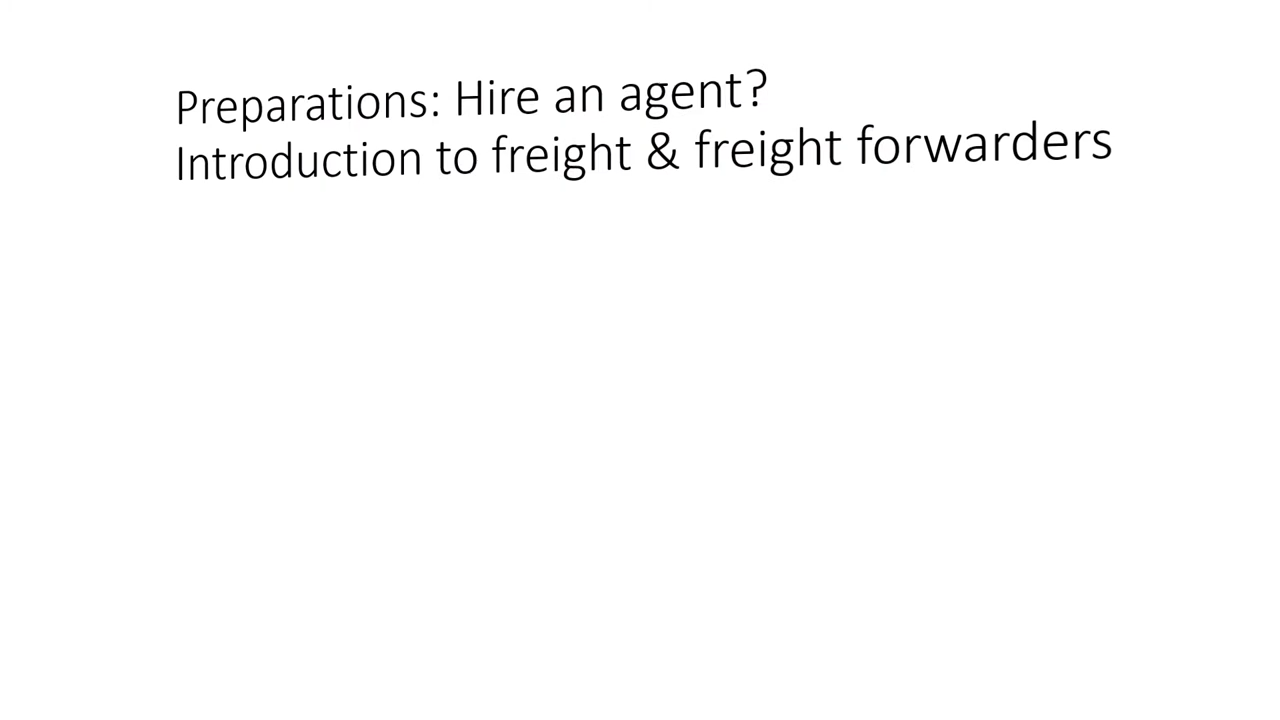 Preparations: Hire an agent?
Introduction to freight & freight forwarders